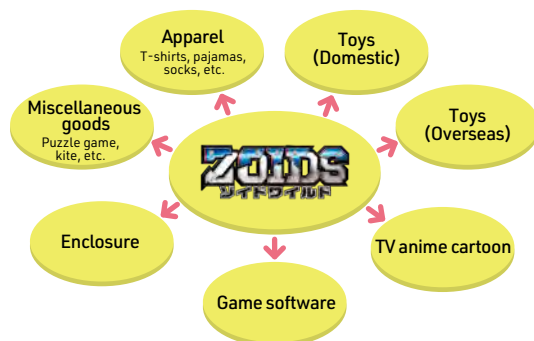 Apparel
T-shirts, pajamas,
socks, etc.
Toys
(Domestic)
Miscellaneous
goods
Puzzle game,
kite, etc.
Toys
(Overseas)
ZOIDS
ゾイドワイルド
Enclosure
TV anime cartoon
Game software